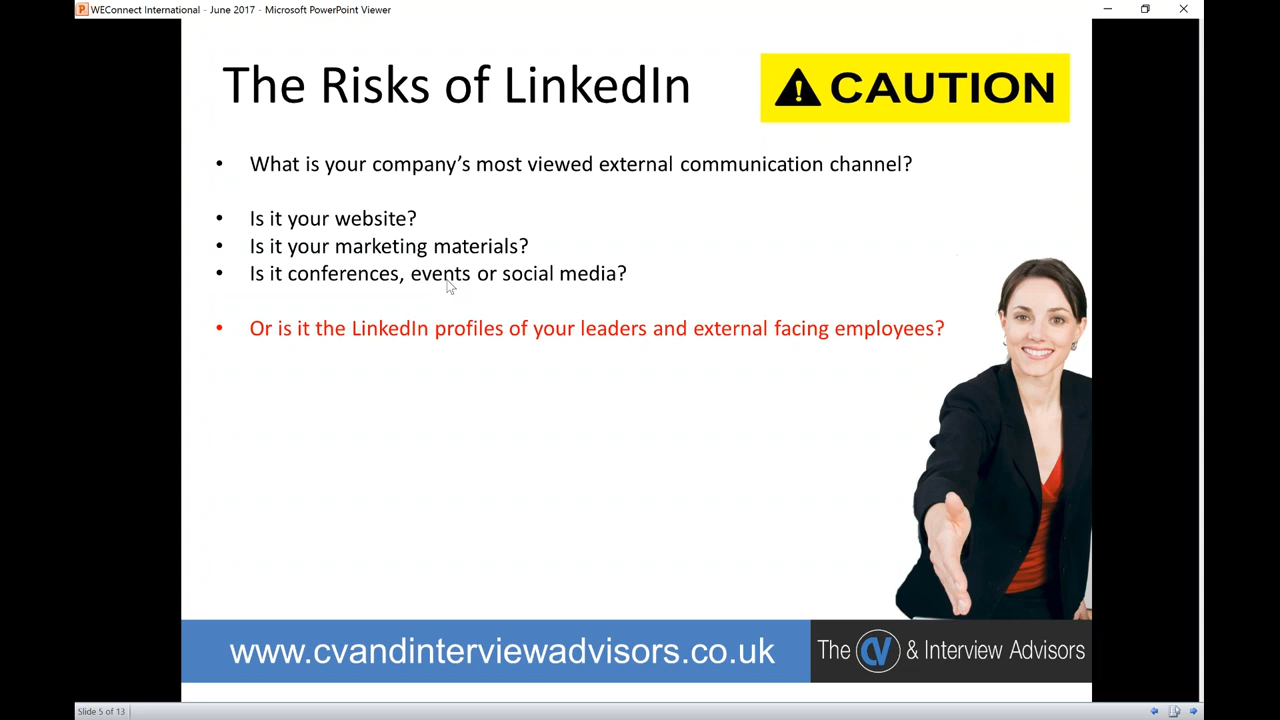 WEConnect International - June 2017 - Microsoft PowerPoint Viewer
The Risks of LinkedIn
CAUTION
• What is your company's most viewed external communication channel?
• Is it your website?
• Is it your marketing materials?
• Is it conferences, events or social media?
• Or is it the LinkedIn profiles of your leaders and external facing employees?
www.cvandinterviewadvisors.co.uk
The CV & Interview Advisors
Slide 5 of 13